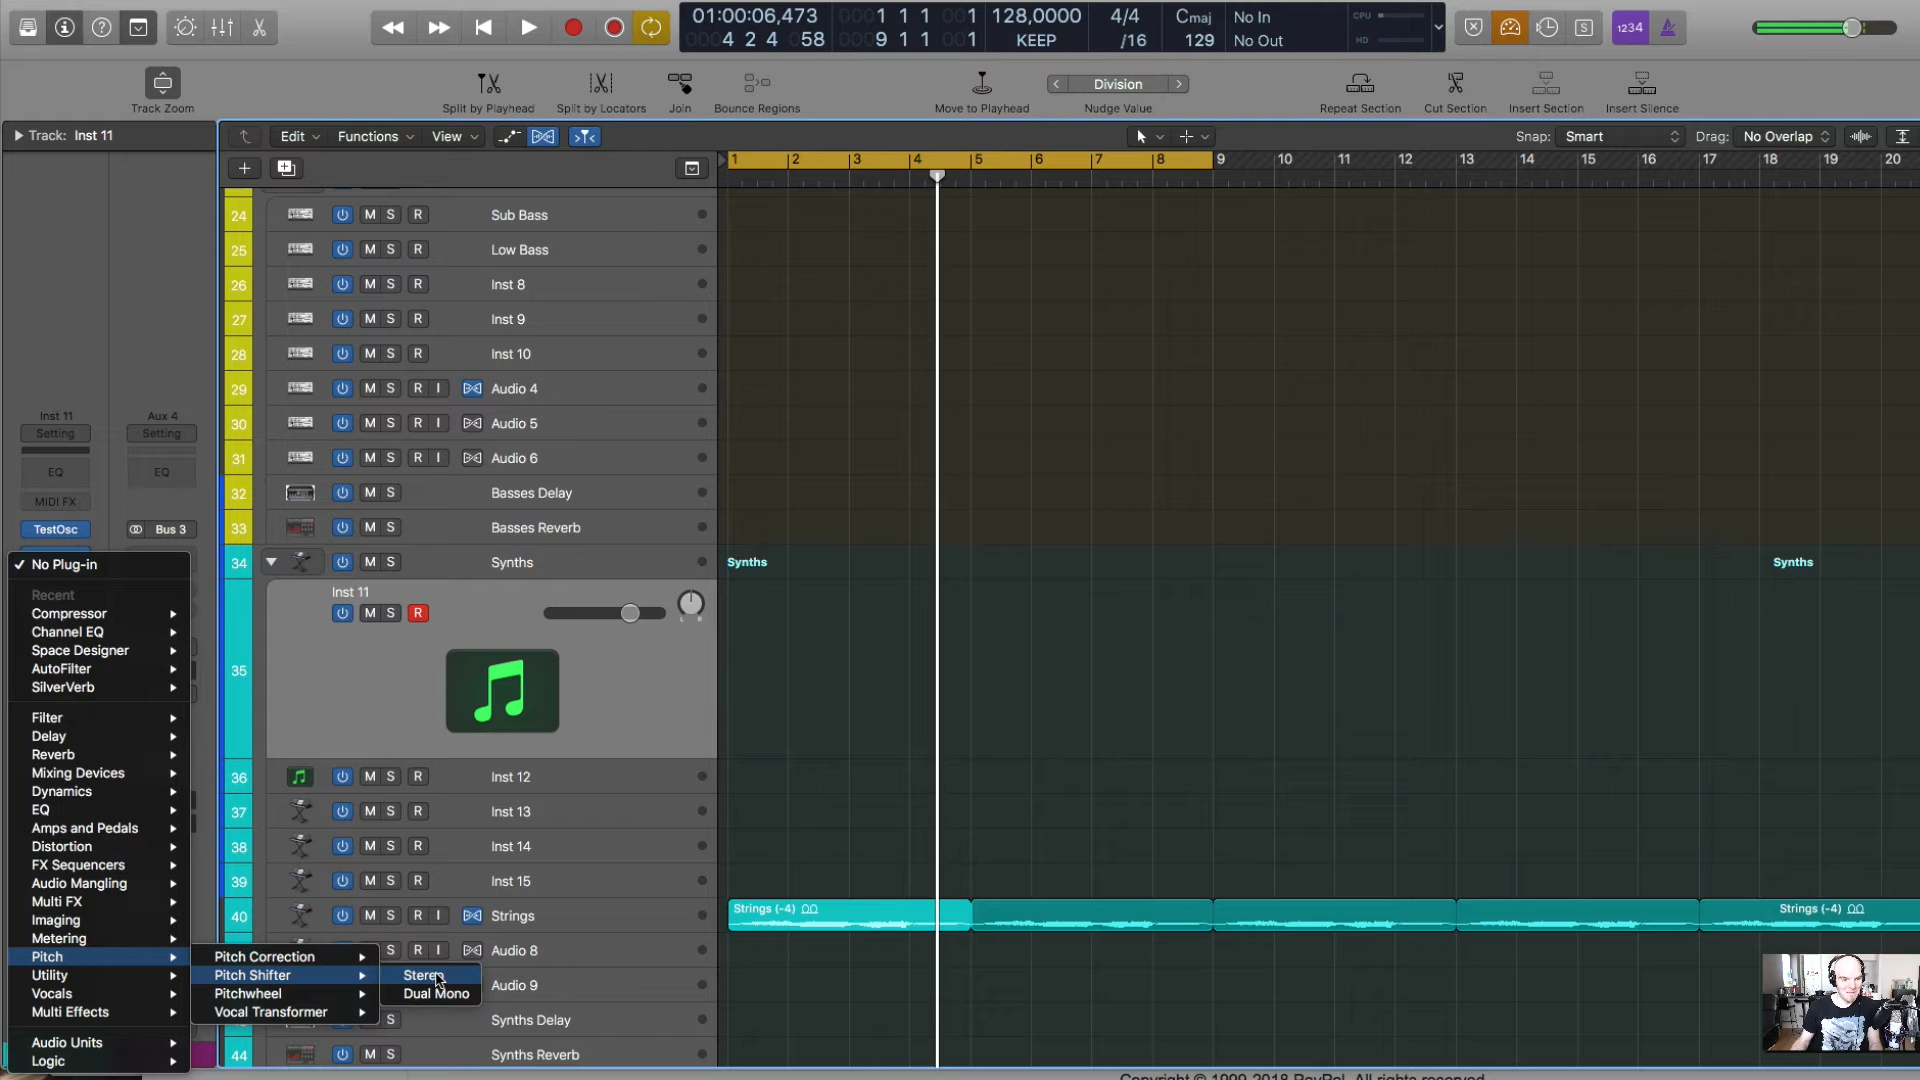 01:00:06,473
0001 1 1 001
128,0000
4/4
Cmaj
No In
CPU
0004 2 4 058
0009 1 1 001
KEEP
/16
129
No Out
HD
1234
S
Track Zoom
Split by Playhead
Split by Locators
Join
Bounce Regions
Move to Playhead
Division
Nudge Value
Repeat Section
Cut Section
Insert Section
Insert Silence
Track: Inst 11
Edit
Functions
View
Snap: Smart
Drag: No Overlap
1 2 3 4 5 6 7 8 9 10 11 12 13 14 15 16 17 18 19 20
24 M S R Sub Bass
25 M S R Low Bass
26 M S R Inst 8
27 M S R Inst 9
28 M S R Inst 10
29 M S R I Audio 4
30 M S R I Audio 5
31 M S R I Audio 6
32 M S Basses Delay
33 M S Basses Reverb
34 M S Synths
Synths
Synths
Inst 11
M S R
L R
35
36 M S R Inst 12
37 M S R Inst 13
38 M S R Inst 14
39 M S R Inst 15
40 M S R I Strings
Strings (-4)
Strings (-4)
S R I Audio 8
Audio 9
S Synths Delay
44 M S Synths Reverb
Inst 11
Aux 4
Setting
Setting
EQ
EQ
MIDI FX
TestOsc
Bus 3
✓ No Plug-in
Recent
Compressor
Channel EQ
Space Designer
AutoFilter
SilverVerb
Filter
Delay
Reverb
Mixing Devices
Dynamics
EQ
Amps and Pedals
Distortion
FX Sequencers
Audio Mangling
Multi FX
Imaging
Metering
Pitch
Utility
Vocals
Multi Effects
Audio Units
Logic
Pitch Correction
Pitch Shifter
Pitchwheel
Vocal Transformer
Stereo
Dual Mono